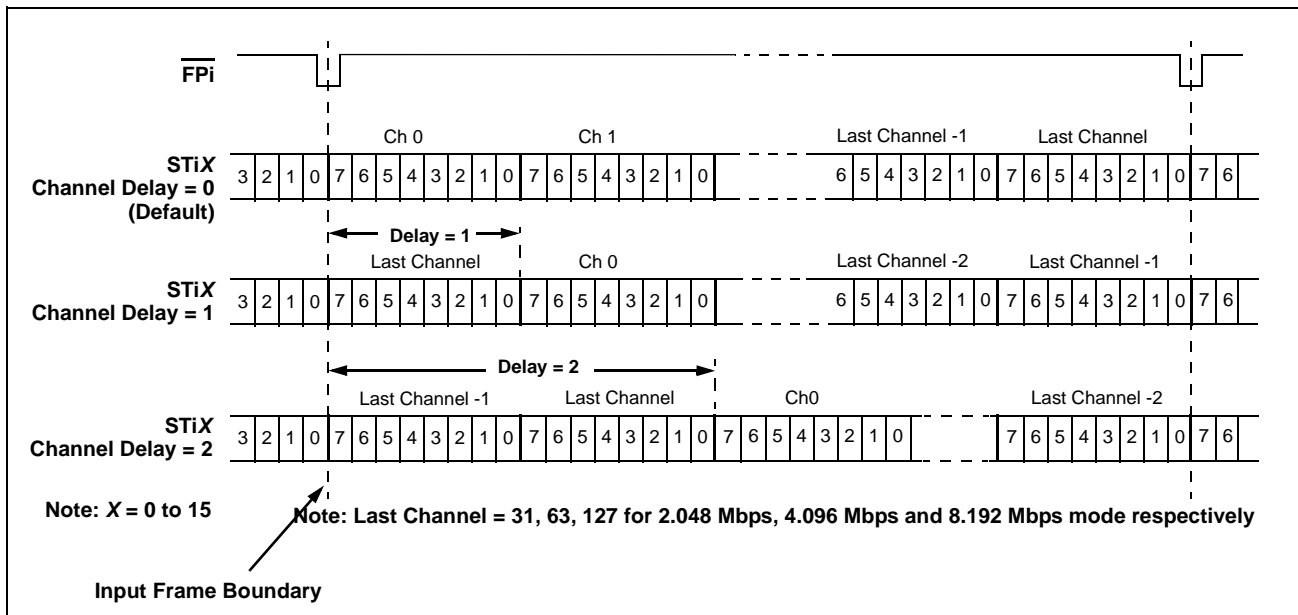 FPi
Ch 0 Ch 1 Last Channel -1 Last Channel
STiX
Channel Delay = 0
(Default)
3 2 1 0 7 6 5 4 3 2 1 0 7 6 5 4 3 2 1 0 6 5 4 3 2 1 0 7 6 5 4 3 2 1 0 7 6
Delay = 1
Last Channel Ch 0 Last Channel -2 Last Channel -1
STiX
Channel Delay = 1
3 2 1 0 7 6 5 4 3 2 1 0 7 6 5 4 3 2 1 0 6 5 4 3 2 1 0 7 6 5 4 3 2 1 0 7 6
Delay = 2
Last Channel -1 Last Channel Ch0 Last Channel -2
STiX
Channel Delay = 2
3 2 1 0 7 6 5 4 3 2 1 0 7 6 5 4 3 2 1 0 7 6 5 4 3 2 1 0 7 6 5 4 3 2 1 0 7 6
Note: X = 0 to 15
Note: Last Channel = 31, 63, 127 for 2.048 Mbps, 4.096 Mbps and 8.192 Mbps mode respectively
Input Frame Boundary